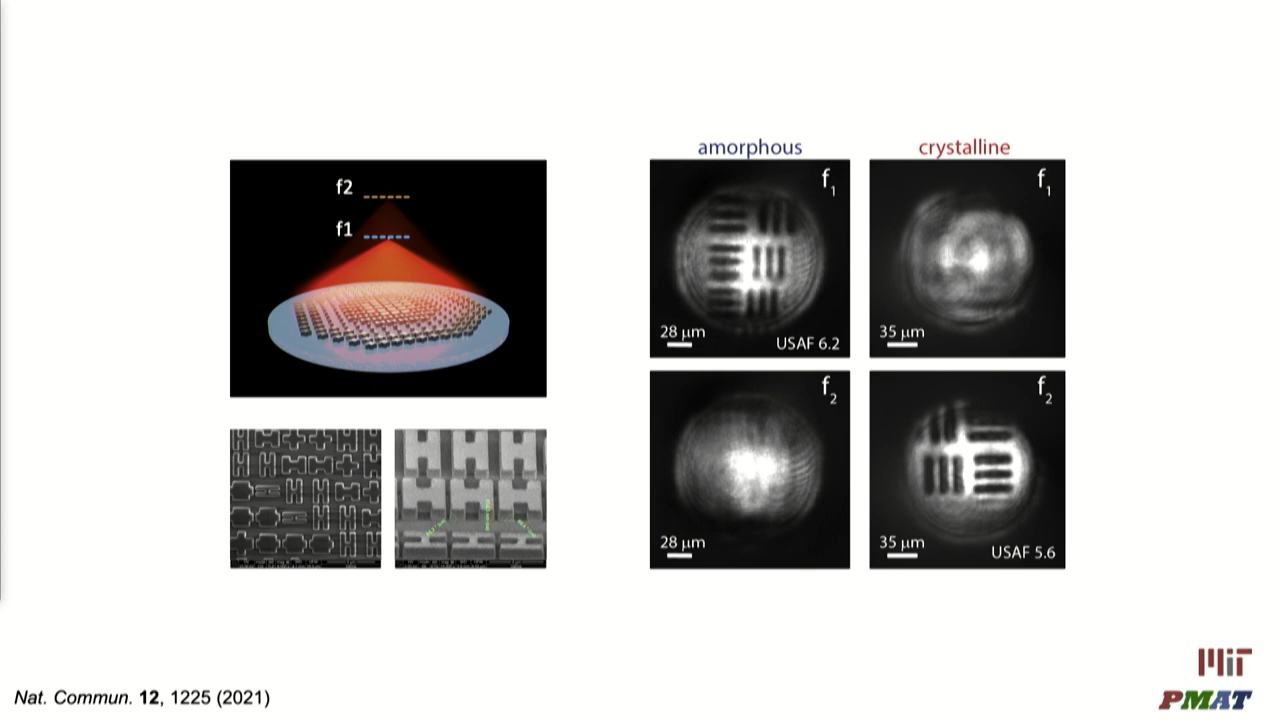 f2
f1
amorphous
crystalline
f1
28 μm
USAF 6.2
f1
35 μm
f2
28 μm
f2
35 μm
USAF 5.6
Nat. Commun. 12, 1225 (2021)
MIT
PMAT